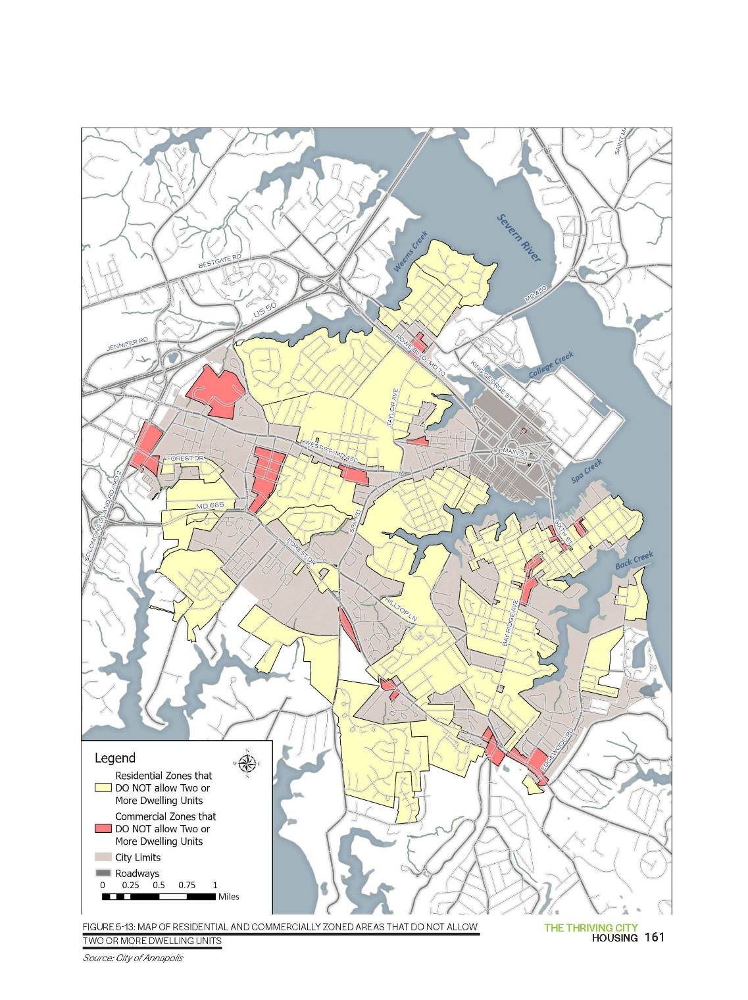 SAINT MA
Severn River
Weems Creek
BESTGATE RD
MD 450
US 50
JENNIFER RD
ROWE BLVD/MD 70
KING GEORGE ST
College Creek
TAYLOR AVE
WEST ST/MD 450
MAIN ST
FOREST DR
Spa Creek
SOLOMONS ISLAND RD/MD 2
MD 665
SPA RD
SIXTH ST
FOREST DR
Back Creek
HILLTOP LN
BAY RIDGE AVE
EDGEWOOD RD
Legend
N
W E
S
Residential Zones that
DO NOT allow Two or
More Dwelling Units
Commercial Zones that
DO NOT allow Two or
More Dwelling Units
City Limits
Roadways
0 0.25 0.5 0.75 1
Miles
FIGURE 5-13: MAP OF RESIDENTIAL AND COMMERCIALLY ZONED AREAS THAT DO NOT ALLOW
TWO OR MORE DWELLING UNITS
Source: City of Annapolis
THE THRIVING CITY
HOUSING 161